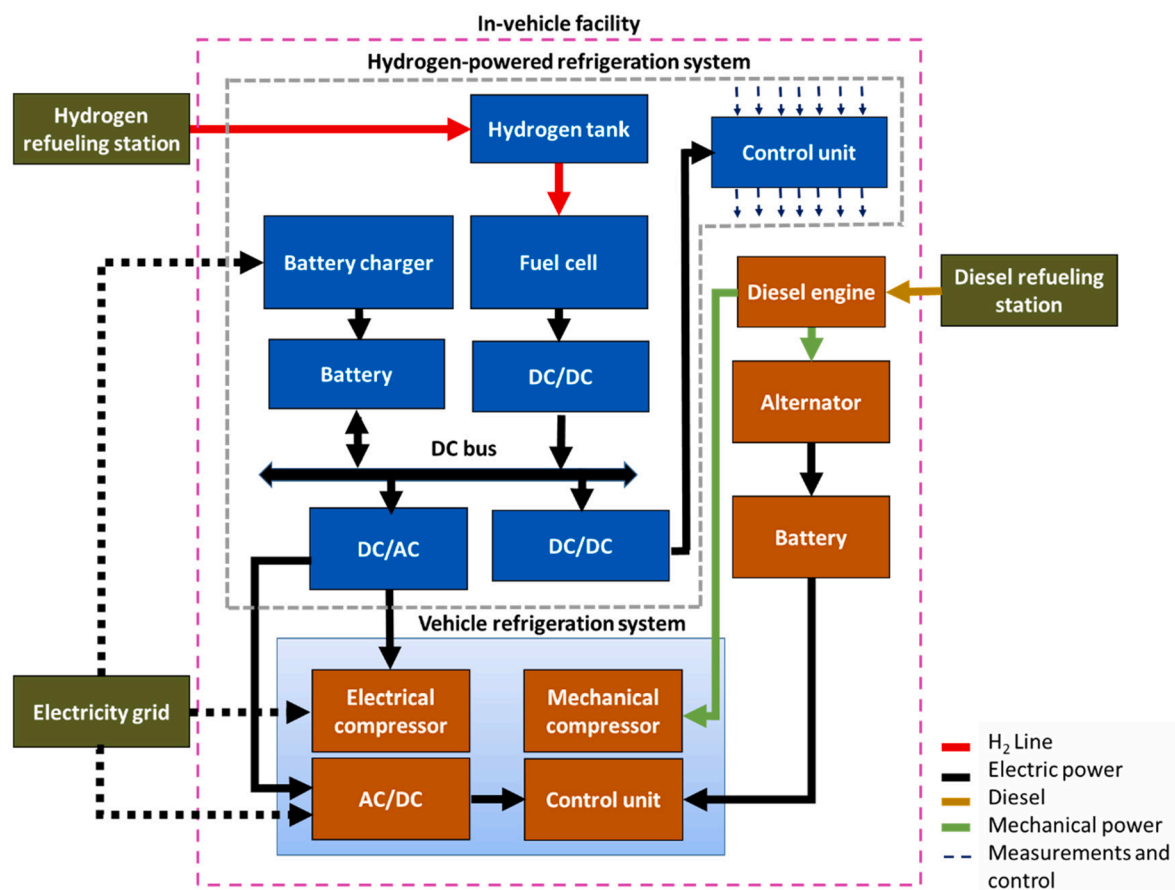 In-vehicle facility
Hydrogen-powered refrigeration system
Hydrogen
refueling station
Hydrogen tank
Control unit
Battery charger
Fuel cell
Diesel engine
Diesel refueling
station
Battery
DC/DC
Alternator
DC bus
DC/AC
DC/DC
Battery
Vehicle refrigeration system
Electricity grid
Electrical
compressor
Mechanical
compressor
AC/DC
Control unit
H₂ Line
Electric power
Diesel
Mechanical power
Measurements and
control